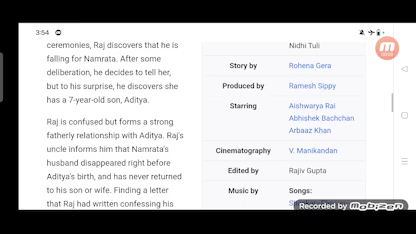 3:54
ceremonies, Raj discovers that he is
falling for Namrata. After some
deliberation, he decides to tell her,
but to his surprise, he discovers she
has a 7-year-old son, Aditya.
Raj is confused but forms a strong
fatherly relationship with Aditya. Raj's
uncle informs him that Namrata's
husband disappeared right before
Aditya's birth, and has never returned
to his son or wife. Finding a letter
that Raj had written confessing his
Nidhi Tuli
Story by Rohena Gera
Produced by Ramesh Sippy
Starring Aishwarya Rai
Abhishek Bachchan
Arbaaz Khan
Cinematography V. Manikandan
Edited by Rajiv Gupta
Music by Songs:
Recorded by MOBIZEN